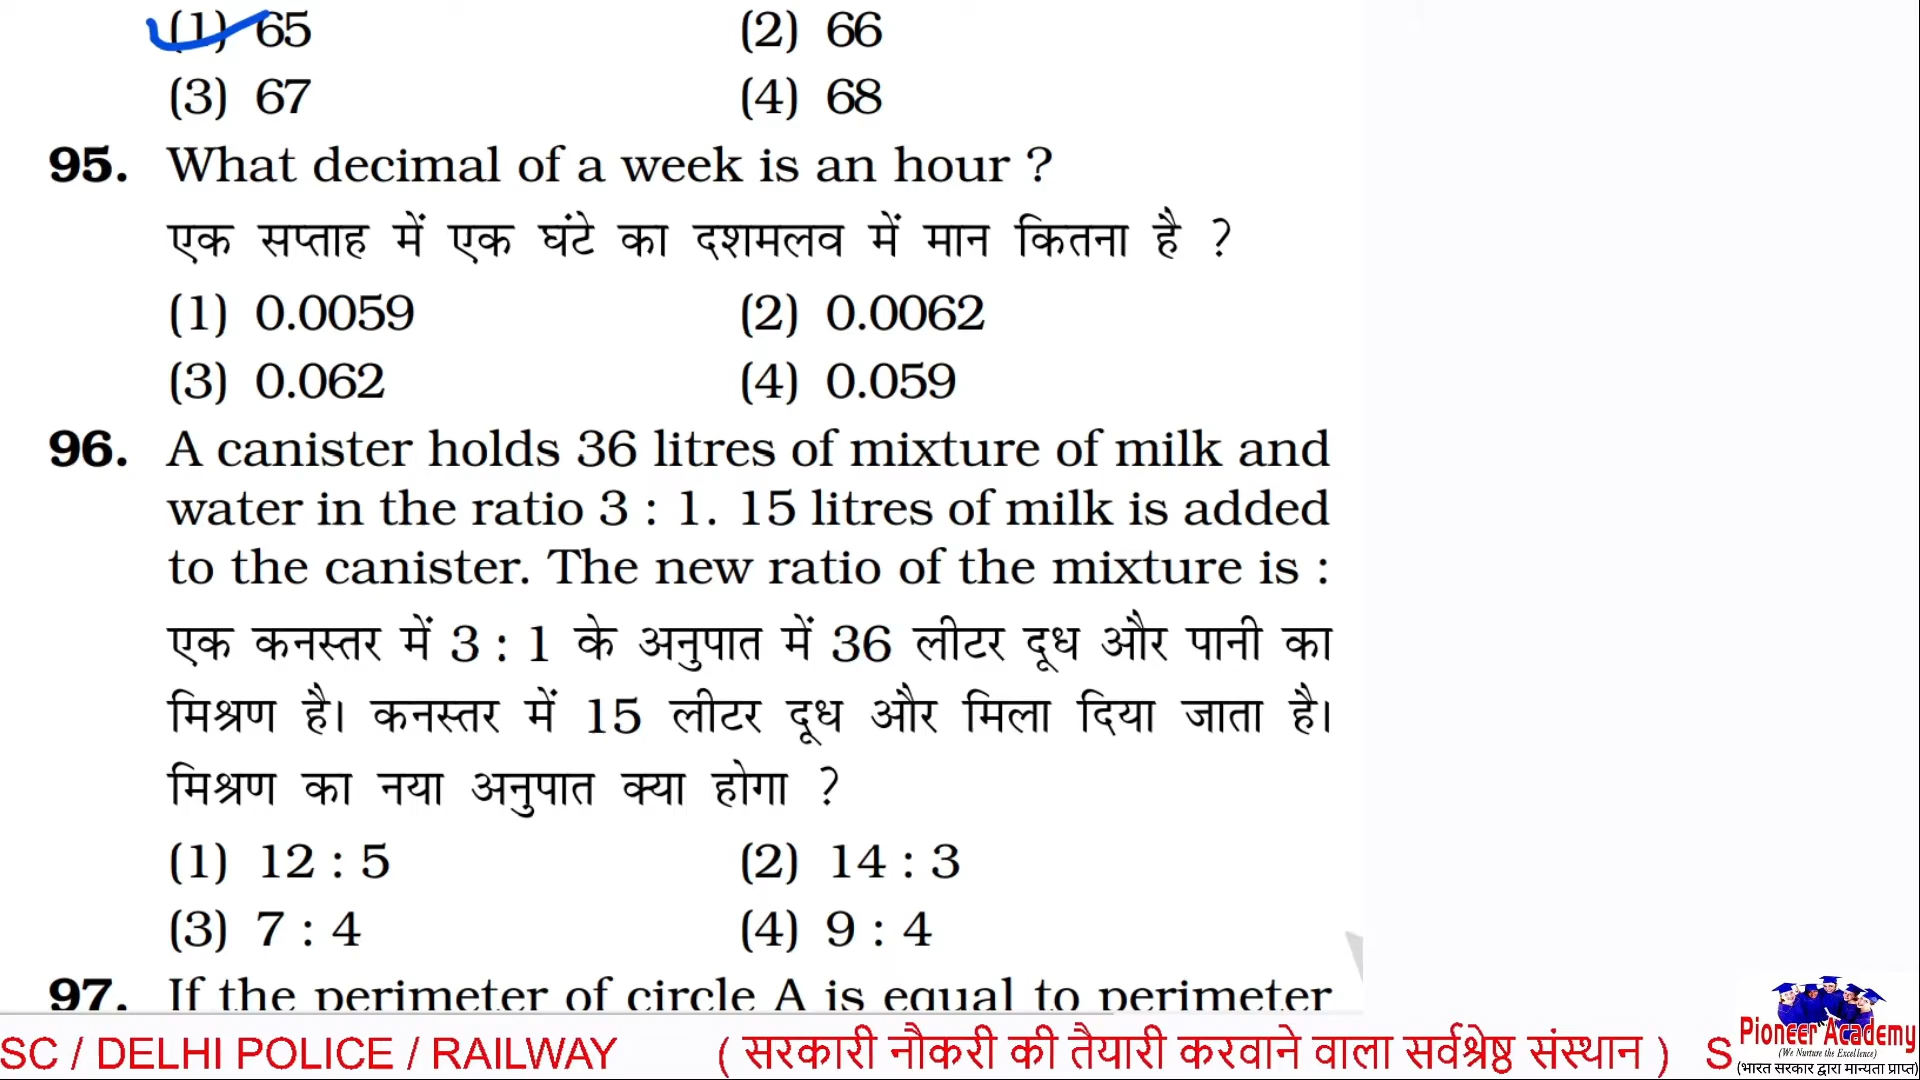 (1) 65 (2) 66
(3) 67 (4) 68
95. What decimal of a week is an hour ?
एक सप्ताह में एक घंटे का दशमलव में मान कितना है ?
(1) 0.0059 (2) 0.0062
(3) 0.062 (4) 0.059
96. A canister holds 36 litres of mixture of milk and
water in the ratio 3 : 1. 15 litres of milk is added
to the canister. The new ratio of the mixture is :
एक कनस्तर में 3 : 1 के अनुपात में 36 लीटर दूध और पानी का
मिश्रण है। कनस्तर में 15 लीटर दूध और मिला दिया जाता है।
मिश्रण का नया अनुपात क्या होगा ?
(1) 12 : 5 (2) 14 : 3
(3) 7 : 4 (4) 9 : 4
97. If the perimeter of circle A is equal to perimeter
SC / DELHI POLICE / RAILWAY ( सरकारी नौकरी की तैयारी करवाने वाला सर्वश्रेष्ठ संस्थान ) S
Pioneer Academy
(We Nurture the Excellence)
(भारत सरकार द्वारा मान्यता प्राप्त)